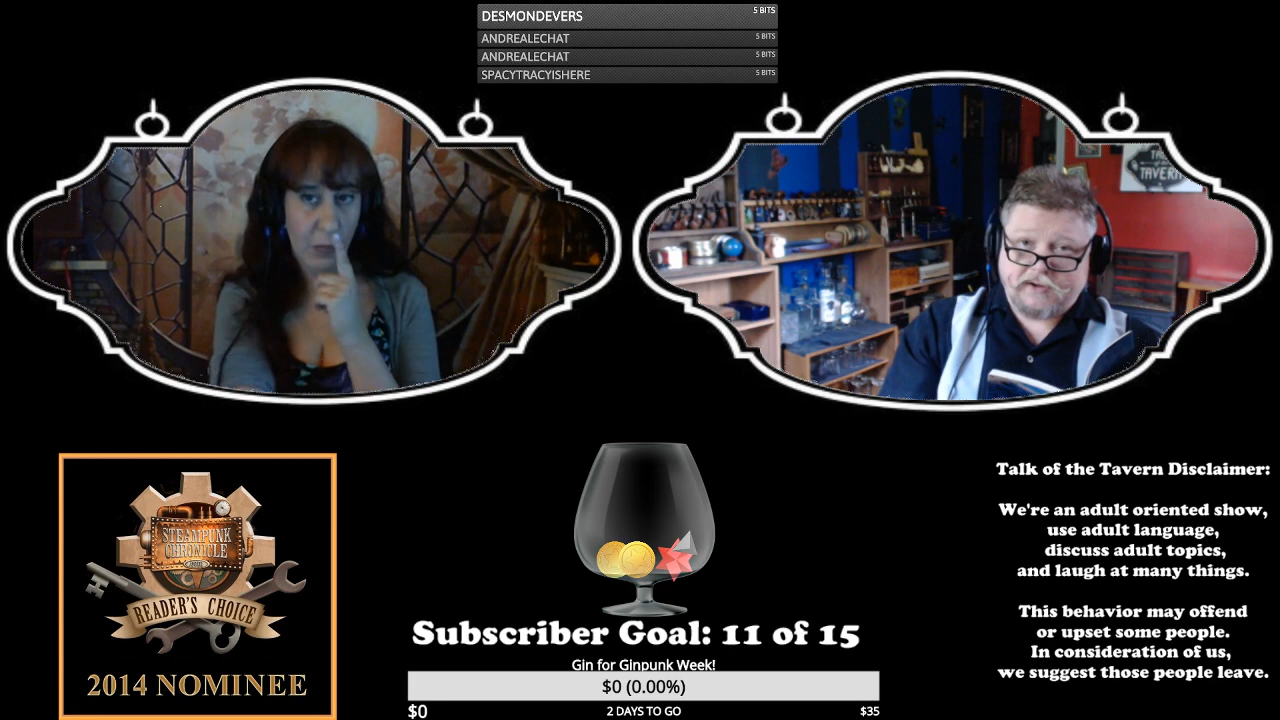 DESMONDEVERS 5 BITS
ANDREALECHAT 5 BITS
ANDREALECHAT 5 BITS
SPACYTRACYISHERE 5 BITS
TAVERN
STEAMPUNK
CHRONICLE
READER'S CHOICE
2014 NOMINEE
Subscriber Goal: 11 of 15
Gin for Ginpunk Week!
$0 (0.00%)
$0 2 DAYS TO GO $35
Talk of the Tavern Disclaimer:
We're an adult oriented show,
use adult language,
discuss adult topics,
and laugh at many things.
This behavior may offend
or upset some people.
In consideration of us,
we suggest those people leave.